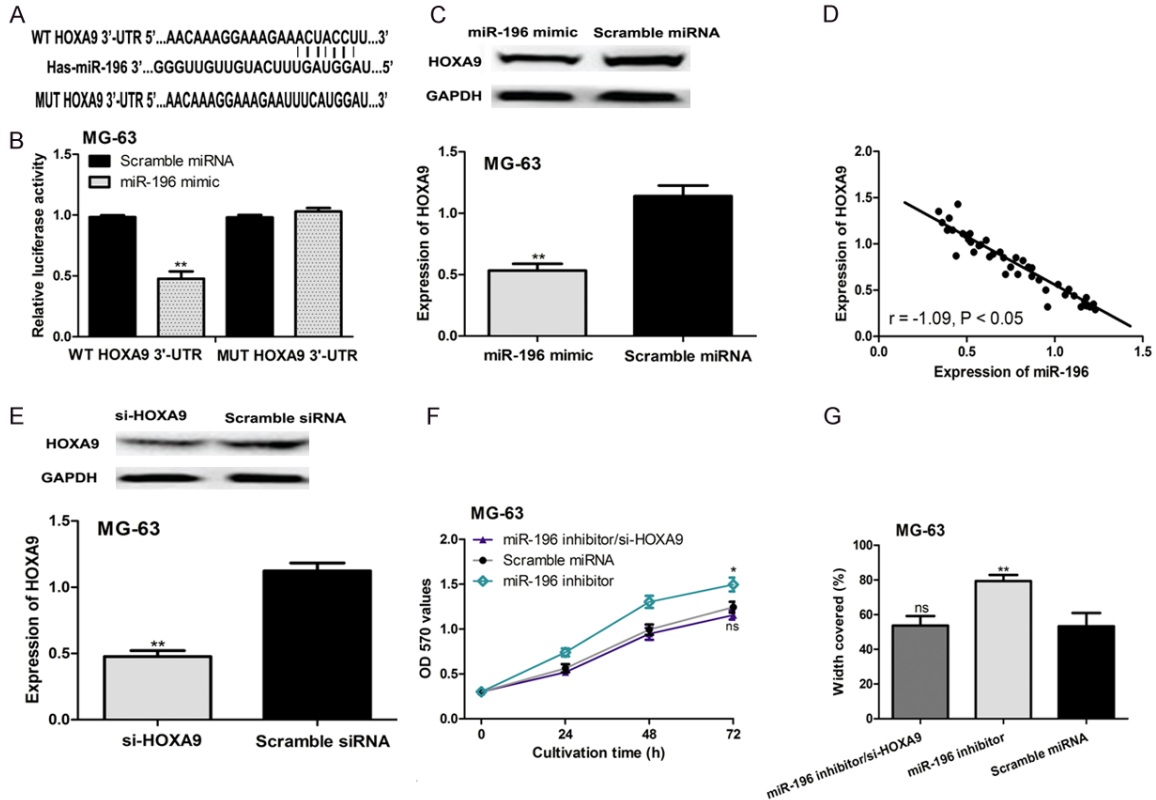 A
WT HOXA9 3'-UTR 5'...AACAAAGGAAAGAAACUACCUU...3'
Has-miR-196 3'...GGGUUGUUGUACUUUGAUGGAU...5'
MUT HOXA9 3'-UTR 5'...AACAAAGGAAAGAAUUUCAUGGAU...3'
B
MG-63
Scramble miRNA
miR-196 mimic
Relative luciferase activity
1.5
1.0
0.5
0.0
**
WT HOXA9 3'-UTR MUT HOXA9 3'-UTR
C
miR-196 mimic Scramble miRNA
HOXA9
GAPDH
MG-63
Expression of HOXA9
1.5
1.0
0.5
0.0
**
miR-196 mimic Scramble miRNA
D
Expression of HOXA9
2.0
1.5
1.0
0.5
0.0
r = -1.09, P < 0.05
0.0 0.5 1.0 1.5
Expression of miR-196
E
si-HOXA9 Scramble siRNA
HOXA9
GAPDH
MG-63
Expression of HOXA9
1.5
1.0
0.5
0.0
**
si-HOXA9 Scramble siRNA
F
MG-63
miR-196 inhibitor/si-HOXA9
Scramble miRNA
miR-196 inhibitor
OD 570 values
2.0
1.5
1.0
0.5
0.0
*
ns
0 24 48 72
Cultivation time (h)
G
MG-63
Width covered (%)
100
80
60
40
20
0
ns
**
miR-196 inhibitor/si-HOXA9
miR-196 inhibitor
Scramble miRNA